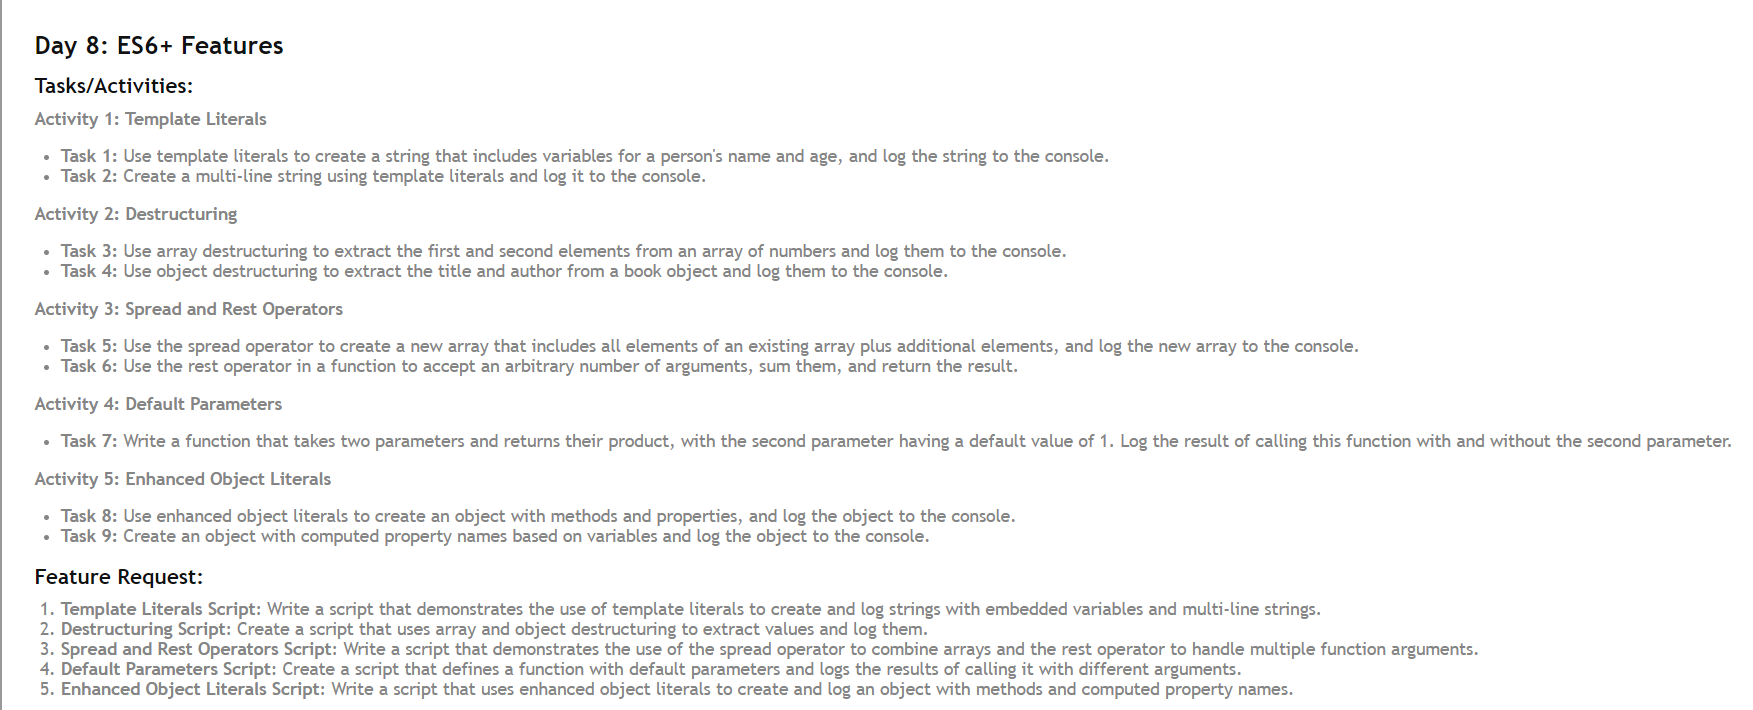 Day 8: ES6+ Features
Tasks/Activities:
Activity 1: Template Literals
• Task 1: Use template literals to create a string that includes variables for a person's name and age, and log the string to the console.
• Task 2: Create a multi-line string using template literals and log it to the console.
Activity 2: Destructuring
• Task 3: Use array destructuring to extract the first and second elements from an array of numbers and log them to the console.
• Task 4: Use object destructuring to extract the title and author from a book object and log them to the console.
Activity 3: Spread and Rest Operators
• Task 5: Use the spread operator to create a new array that includes all elements of an existing array plus additional elements, and log the new array to the console.
• Task 6: Use the rest operator in a function to accept an arbitrary number of arguments, sum them, and return the result.
Activity 4: Default Parameters
• Task 7: Write a function that takes two parameters and returns their product, with the second parameter having a default value of 1. Log the result of calling this function with and without the second parameter.
Activity 5: Enhanced Object Literals
• Task 8: Use enhanced object literals to create an object with methods and properties, and log the object to the console.
• Task 9: Create an object with computed property names based on variables and log the object to the console.
Feature Request:
1. Template Literals Script: Write a script that demonstrates the use of template literals to create and log strings with embedded variables and multi-line strings.
2. Destructuring Script: Create a script that uses array and object destructuring to extract values and log them.
3. Spread and Rest Operators Script: Write a script that demonstrates the use of the spread operator to combine arrays and the rest operator to handle multiple function arguments.
4. Default Parameters Script: Create a script that defines a function with default parameters and logs the results of calling it with different arguments.
5. Enhanced Object Literals Script: Write a script that uses enhanced object literals to create and log an object with methods and computed property names.